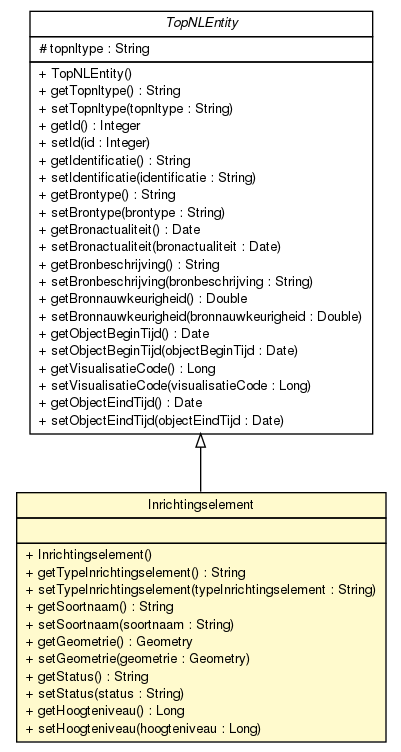 TopNLEntity
# topnltype : String
+ TopNLEntity()
+ getTopnltype() : String
+ setTopnltype(topnltype : String)
+ getId() : Integer
+ setId(id : Integer)
+ getIdentificatie() : String
+ setIdentificatie(identificatie : String)
+ getBrontype() : String
+ setBrontype(brontype : String)
+ getBronactualiteit() : Date
+ setBronactualiteit(bronactualiteit : Date)
+ getBronbeschrijving() : String
+ setBronbeschrijving(bronbeschrijving : String)
+ getBronnauwkeurigheid() : Double
+ setBronnauwkeurigheid(bronnauwkeurigheid : Double)
+ getObjectBeginTijd() : Date
+ setObjectBeginTijd(objectBeginTijd : Date)
+ getVisualisatieCode() : Long
+ setVisualisatieCode(visualisatieCode : Long)
+ getObjectEindTijd() : Date
+ setObjectEindTijd(objectEindTijd : Date)
Inrichtingselement
+ Inrichtingselement()
+ getTypeInrichtingselement() : String
+ setTypeInrichtingselement(typeInrichtingselement : String)
+ getSoortnaam() : String
+ setSoortnaam(soortnaam : String)
+ getGeometrie() : Geometry
+ setGeometrie(geometrie : Geometry)
+ getStatus() : String
+ setStatus(status : String)
+ getHoogteniveau() : Long
+ setHoogteniveau(hoogteniveau : Long)